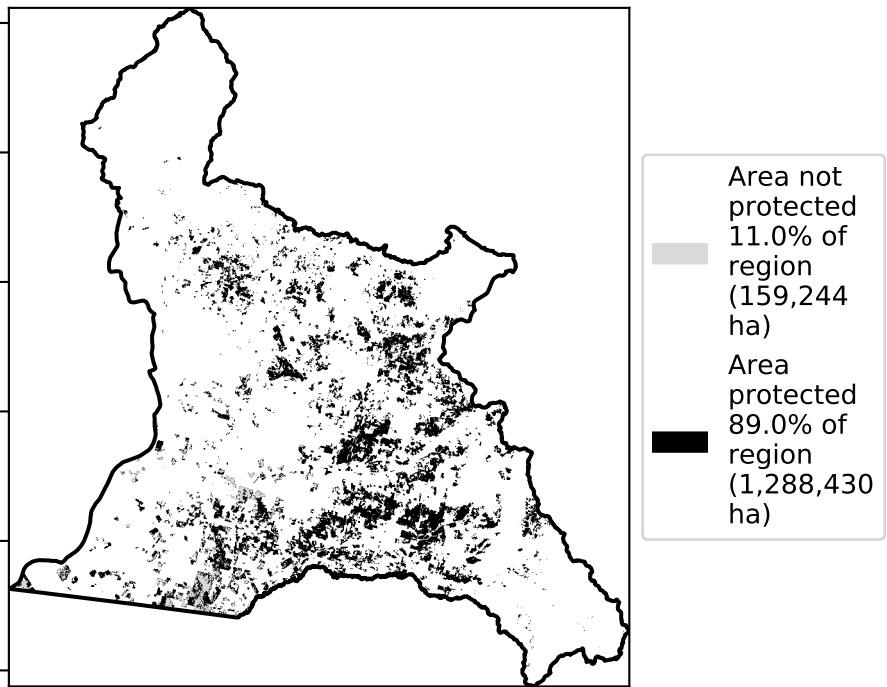 Area not
protected
11.0% of
region
(159,244
ha)
Area
protected
89.0% of
region
(1,288,430
ha)